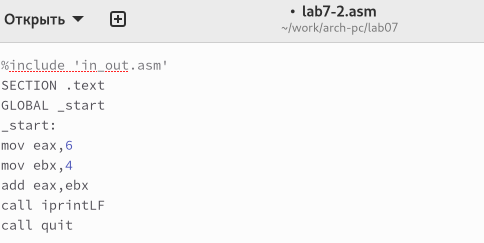 Открыть
• lab7-2.asm
~/work/arch-pc/lab07
%include 'in_out.asm'
SECTION .text
GLOBAL _start
_start:
mov eax,6
mov ebx,4
add eax,ebx
call iprintLF
call quit